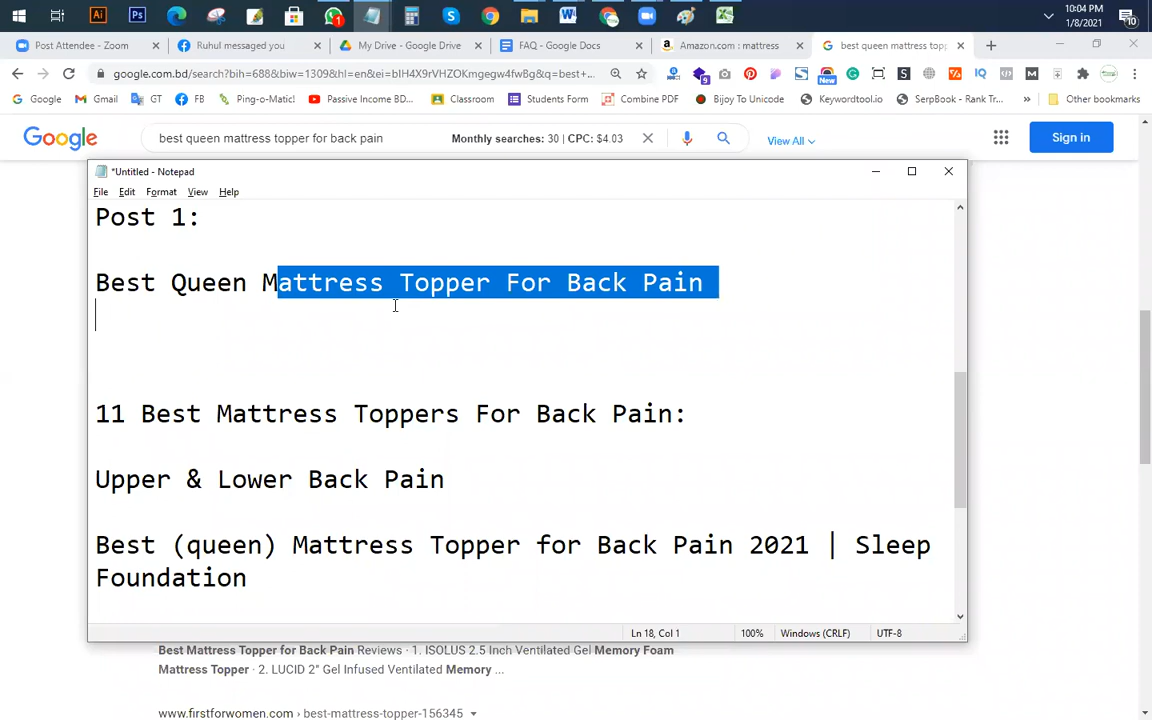 10:04 PM
1/8/2021
10
1
Post Attendee - Zoom
Ruhul messaged you
My Drive - Google Drive
FAQ - Google Docs
Amazon.com : mattress
best queen mattress topp
google.com.bd/search?bih=688&biw=1309&hl=en&ei=bIH4X9rVHZOKmgegw4fwBg&q=best+...
9
New
Google
Gmail
GT
FB
Ping-o-Matic!
Passive Income BD...
Classroom
Students Form
Combine PDF
Bijoy To Unicode
Keywordtool.io
SerpBook - Rank Tr...
»
Other bookmarks
Google
best queen mattress topper for back pain
Monthly searches: 30 | CPC: $4.03
View All
Sign in
*Untitled - Notepad
File Edit Format View Help
Post 1:
Best Queen Mattress Topper For Back Pain
11 Best Mattress Toppers For Back Pain:
Upper & Lower Back Pain
Best (queen) Mattress Topper for Back Pain 2021 | Sleep
Foundation
Ln 18, Col 1
100%
Windows (CRLF)
UTF-8
Best Mattress Topper for Back Pain Reviews · 1. ISOLUS 2.5 Inch Ventilated Gel Memory Foam
Mattress Topper · 2. LUCID 2" Gel Infused Ventilated Memory ...
www.firstforwomen.com › best-mattress-topper-156345